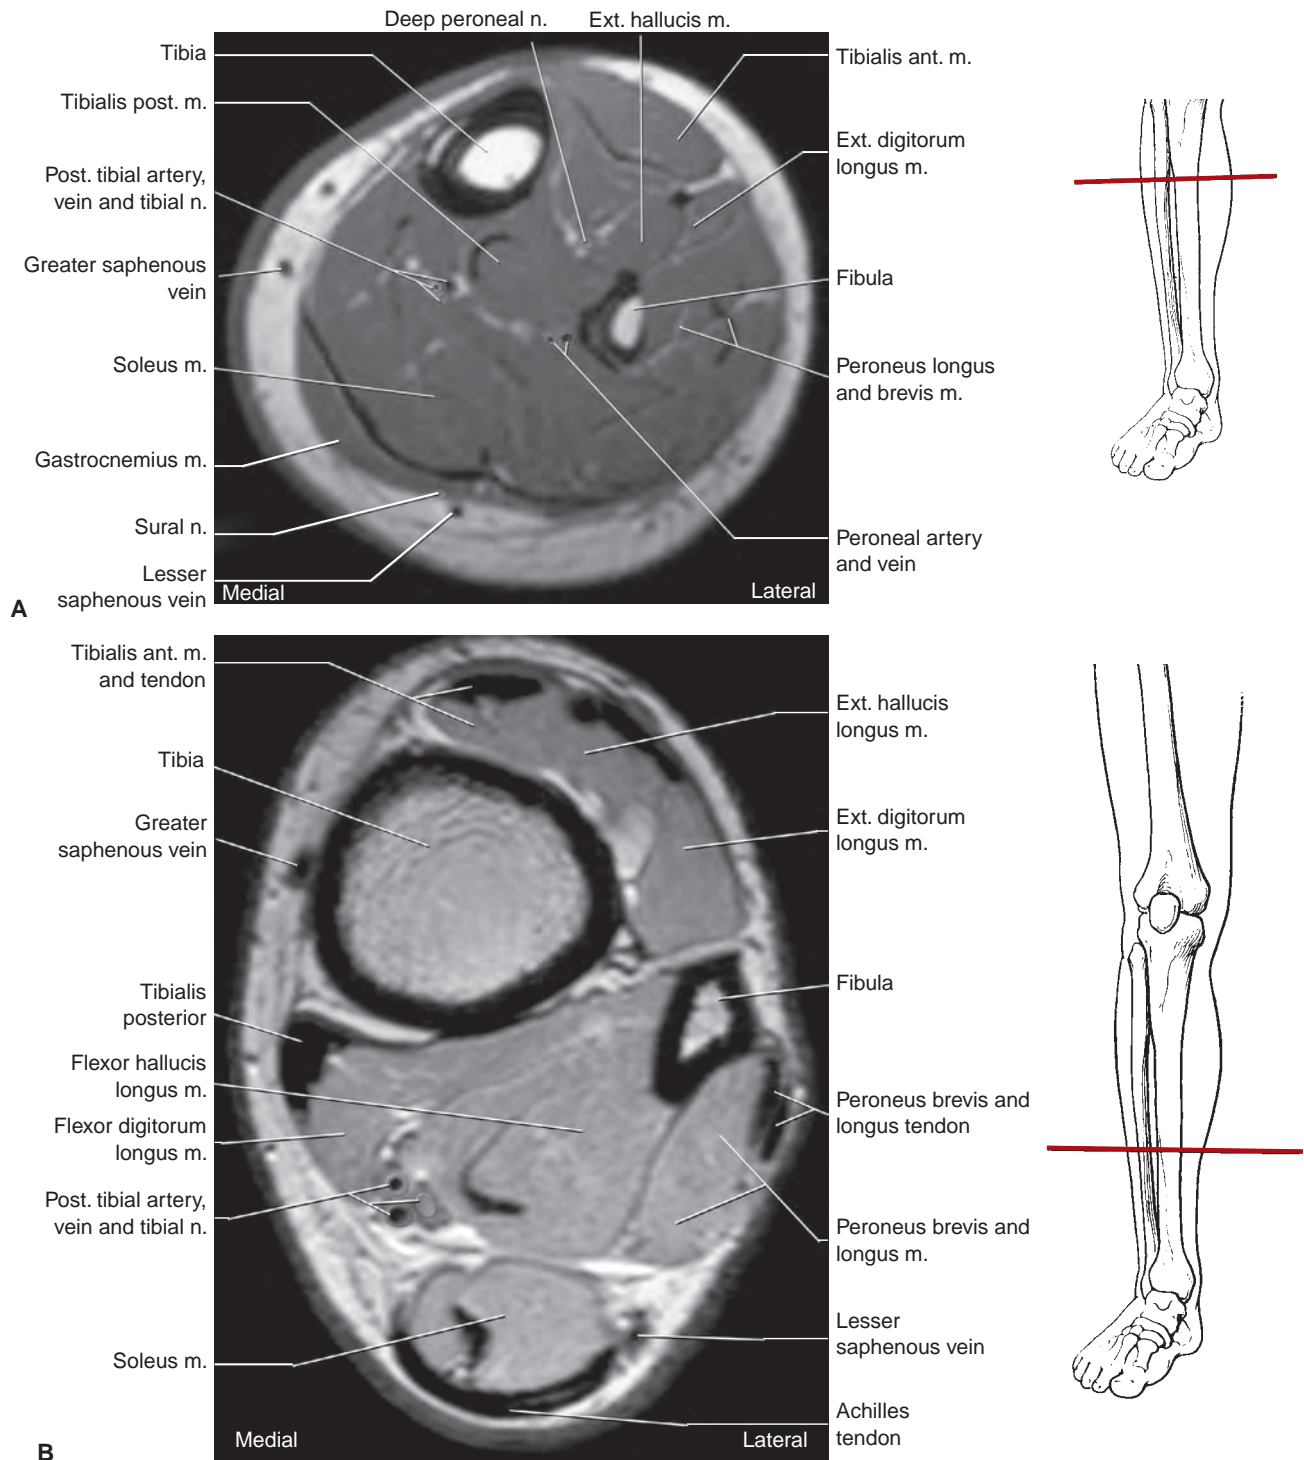 Deep peroneal n.
Ext. hallucis m.
Tibia
Tibialis post. m.
Post. tibial artery,
vein and tibial n.
Greater saphenous
vein
Soleus m.
Gastrocnemius m.
Sural n.
Lesser
saphenous vein
Tibialis ant. m.
Ext. digitorum
longus m.
Fibula
Peroneus longus
and brevis m.
Peroneal artery
and vein
Medial
Lateral
A
Tibialis ant. m.
and tendon
Tibia
Greater
saphenous vein
Tibialis
posterior
Flexor hallucis
longus m.
Flexor digitorum
longus m.
Post. tibial artery,
vein and tibial n.
Soleus m.
Ext. hallucis
longus m.
Ext. digitorum
longus m.
Fibula
Peroneus brevis and
longus tendon
Peroneus brevis and
longus m.
Lesser
saphenous vein
Achilles
tendon
Medial
Lateral
B